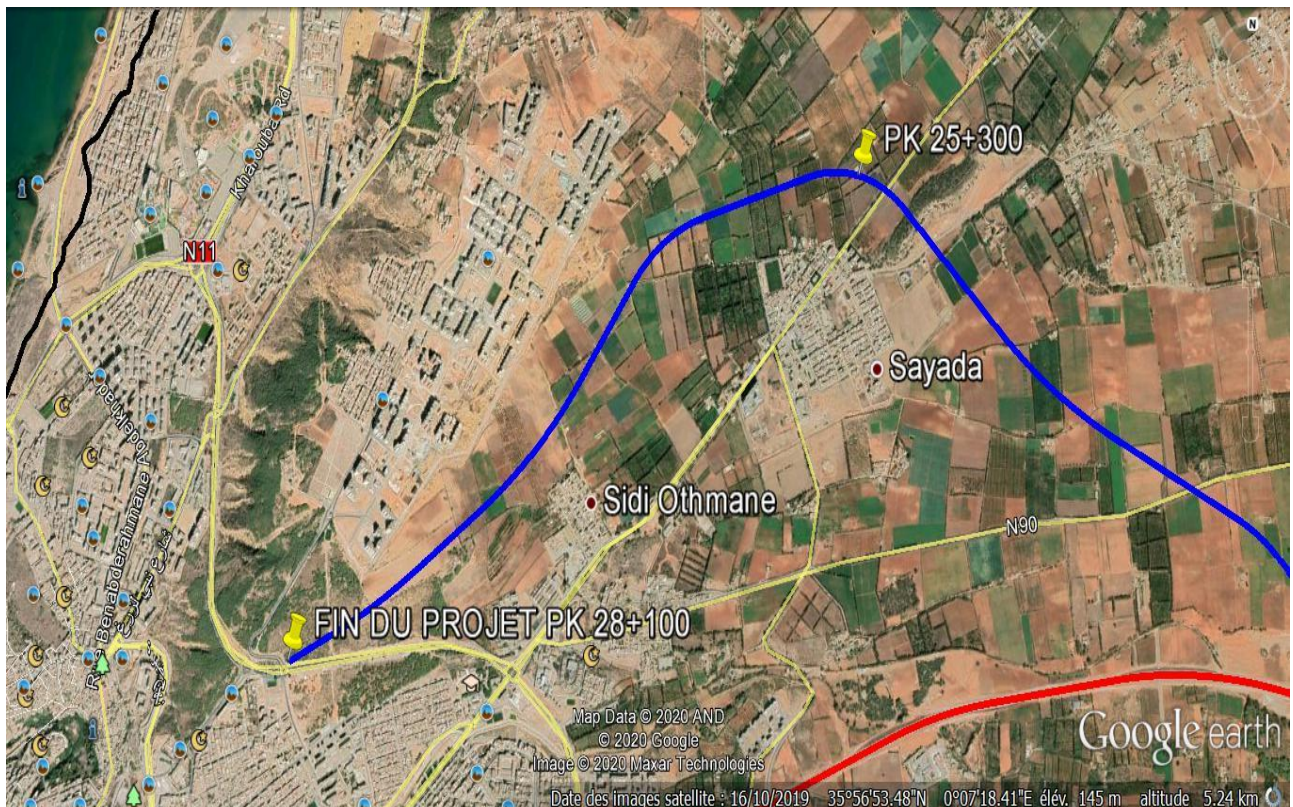 N
PK 25+300
Kharouba Rd
N11
Sayada
Sidi Othmane
N90
FIN DU PROJET PK 28+100
Map Data © 2020 AND
© 2020 Google
Image © 2020 Maxar Technologies
Google earth
Date des images satellite : 16/10/2019 35°56'53.48"N 0°07'18.41"E élév. 145 m altitude 5.24 km